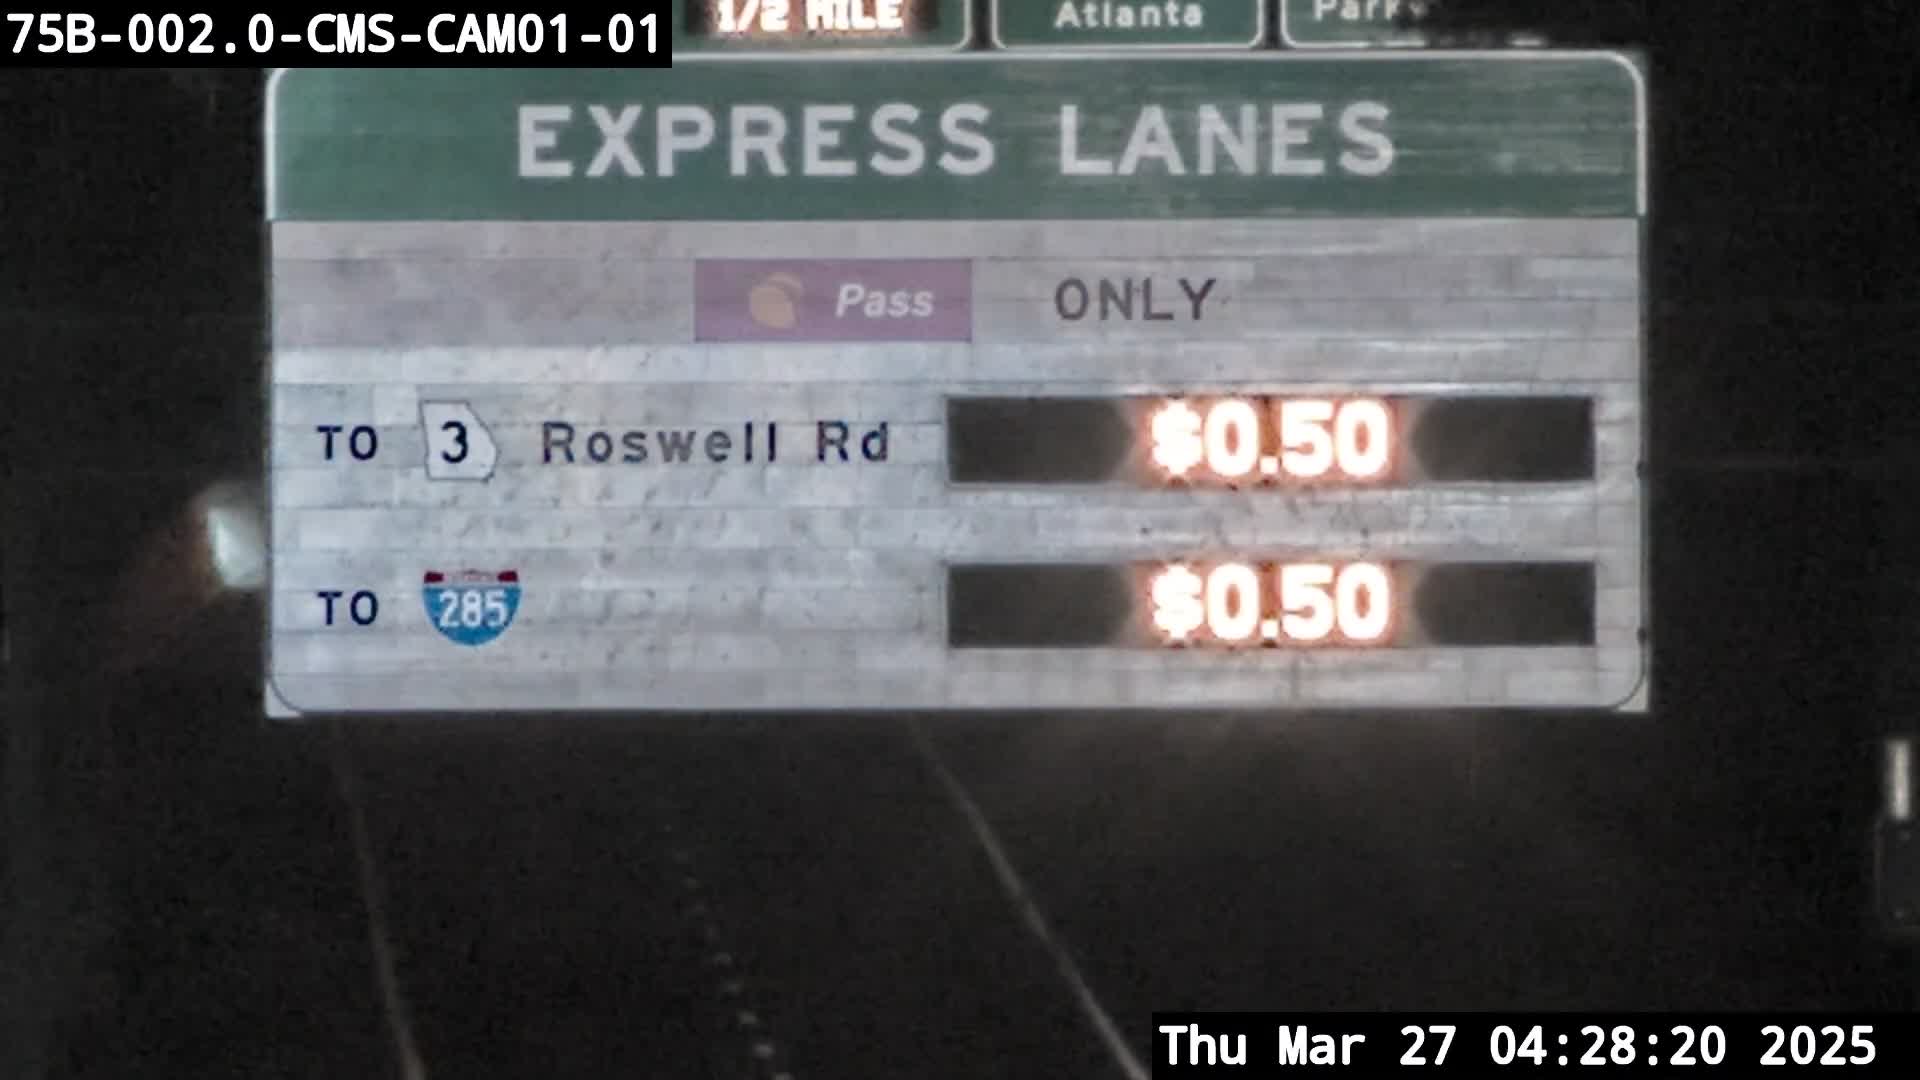 75B-002.0-CMS-CAM01-01
1/2 MILE
Atlanta
EXPRESS LANES
Pass ONLY
TO 3 Roswell Rd $0.50
TO 285 $0.50
Thu Mar 27 04:28:20 2025